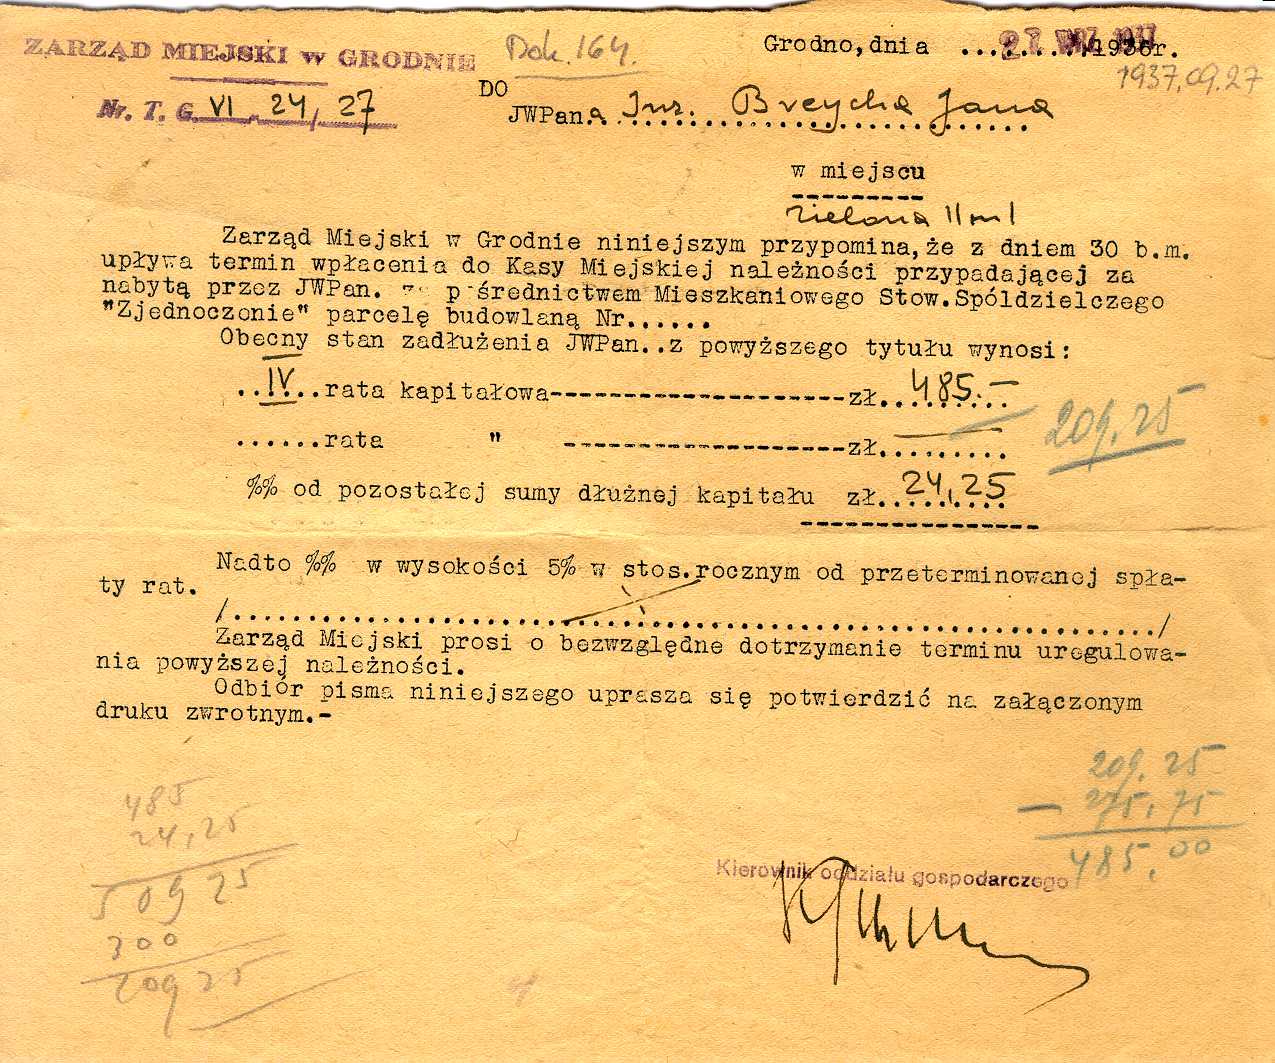 ZARZĄD MIEJSKI w GRODNIE
Dok. 164.
Grodno, dnia ..27 WRZ. 1937 1936r.
1937.09.27
Nr. T. G. VI. 24/27
DO
JWPana Inż. Breycha Jana
w miejscu
Zielona 11 m 1
Zarząd Miejski w Grodnie niniejszym przypomina, że z dniem 30 b.m.
upływa termin wpłacenia do Kasy Miejskiej należności przypadającej za
nabytą przez JWPan. za pośrednictwem Mieszkaniowego Stow.Spóldzielczego
"Zjednoczenie" parcelę budowlaną Nr......
Obecny stan zadłużenia JWPan..z powyższego tytułu wynosi:
..IV..rata kapitałowa--------------------zł..485.—
209.25
......rata " -------------------zł.........
%% od pozostałej sumy dłużnej kapitału zł..24,25
Nadto %% w wysokości 5% w stos.rocznym od przeterminowanej spła-
ty rat.
/............................................................/
Zarząd Miejski prosi o bezwzględne dotrzymanie terminu uregulowa-
nia powyższej należności.
Odbiór pisma niniejszego uprasza się potwierdzić na załączonym
druku zwrotnym.-
485
24,25
509 25
300
209 25
209.25
— 275,75
485.00
Kierownik oddziału gospodarczego